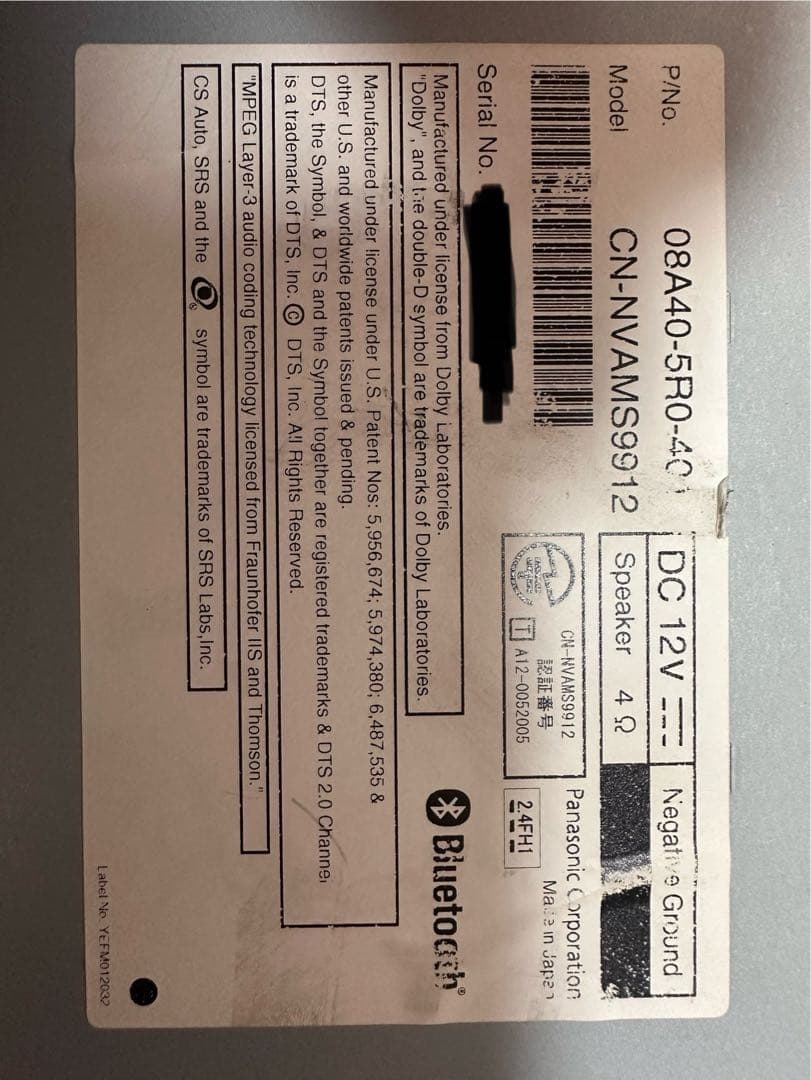 P/No. 08A40-5R0-401
Model CN-NVAMS9912
DC 12V
Negative Ground
Speaker 4 Ω
CN-NVAMS9912
認証番号
T A12-0052005
Panasonic Corporation
Made in Japan
2.4FH1
Serial No.
Bluetooth®
Manufactured under license from Dolby Laboratories.
"Dolby", and the double-D symbol are trademarks of Dolby Laboratories.
Manufactured under license under U.S. Patent Nos: 5,956,674; 5,974,380; 6,487,535 &
other U.S. and worldwide patents issued & pending.
DTS, the Symbol, & DTS and the Symbol together are registered trademarks & DTS 2.0 Channel
is a trademark of DTS, Inc. © DTS, Inc. All Rights Reserved.
"MPEG Layer-3 audio coding technology licensed from Fraunhofer IIS and Thomson."
CS Auto, SRS and the ® symbol are trademarks of SRS Labs,Inc.
Label No. YEFM012032